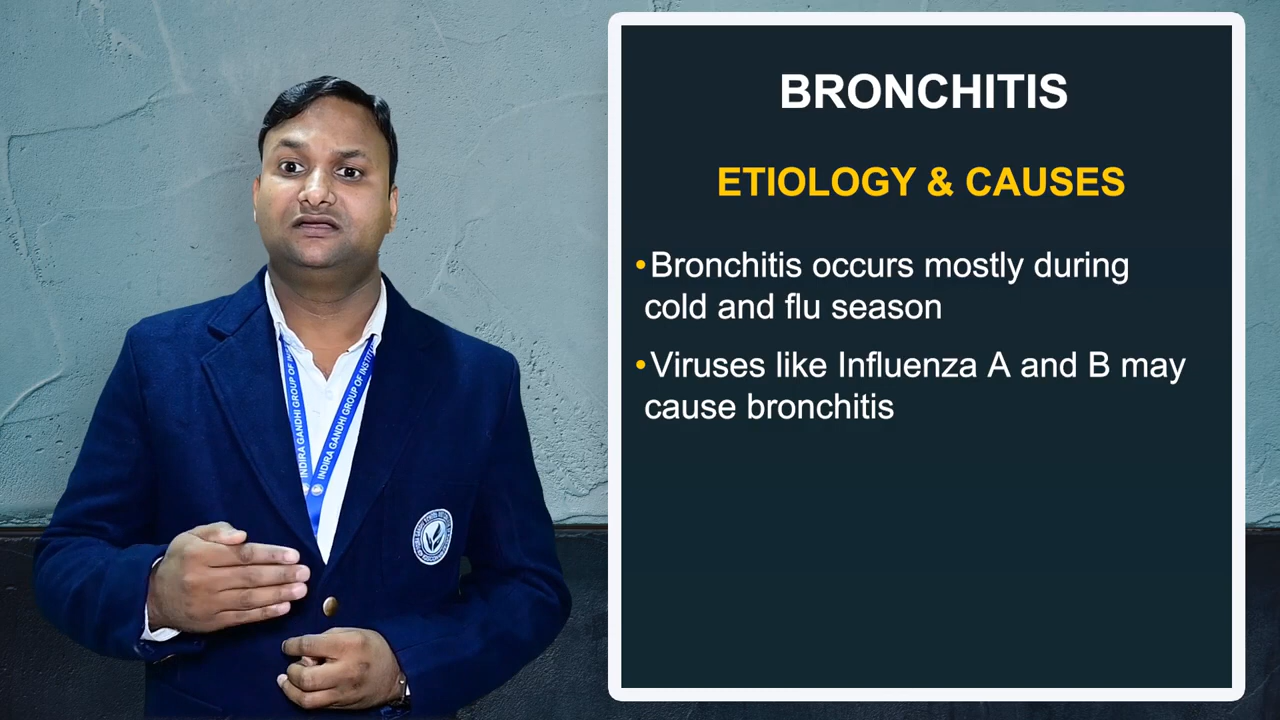 BRONCHITIS
ETIOLOGY & CAUSES
•Bronchitis occurs mostly during
cold and flu season
•Viruses like Influenza A and B may
cause bronchitis
INDIRA GANDHI GROUP OF
INDIRA GANDHI GROUP OF